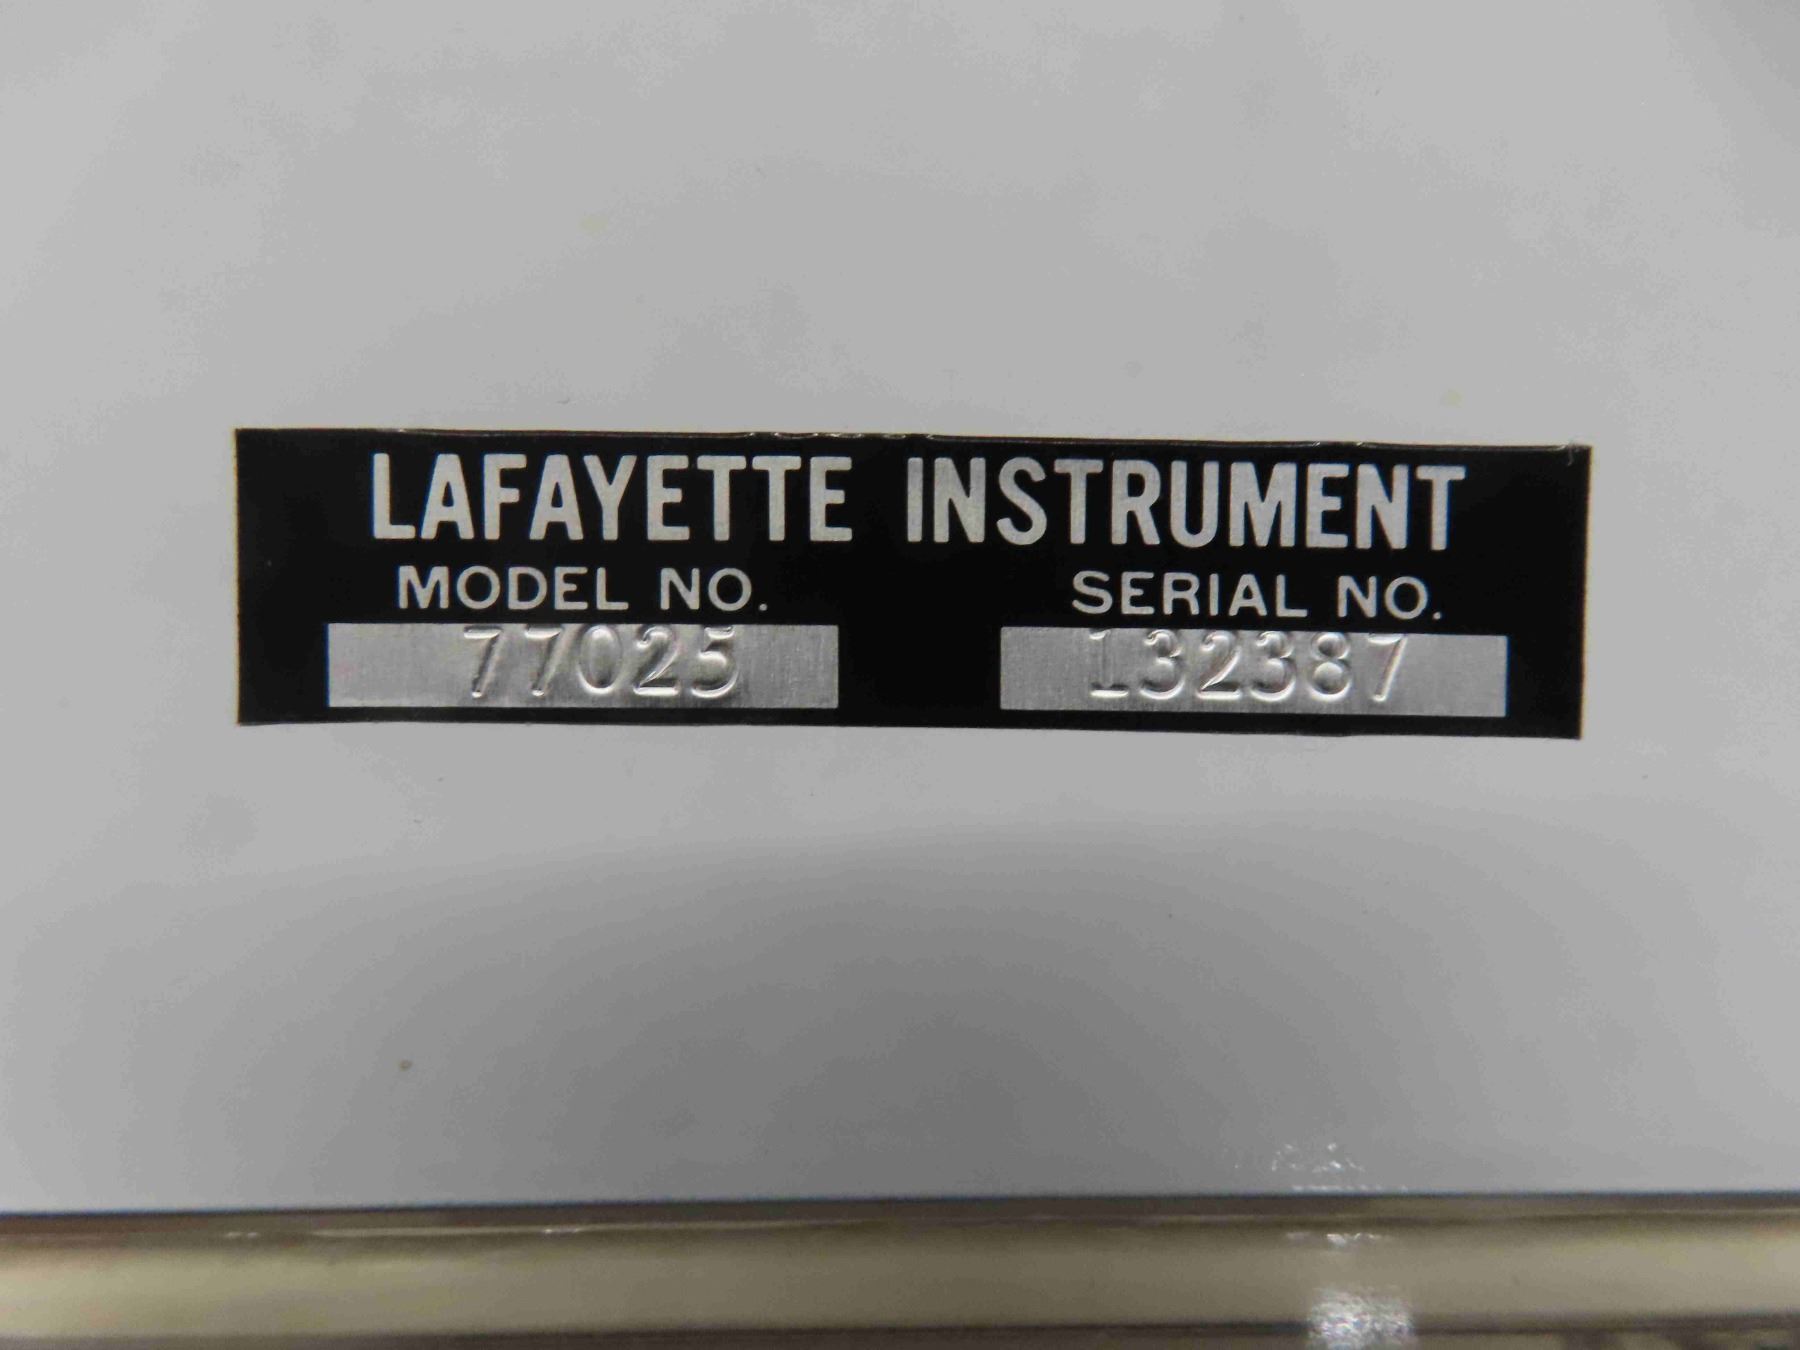 LAFAYETTE INSTRUMENT
MODEL NO. SERIAL NO.
77025 132387